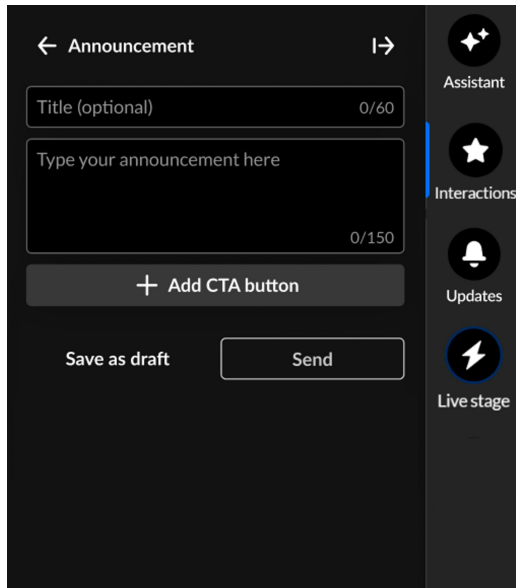 Announcement
Title (optional) 0/60
Type your announcement here
0/150
Add CTA button
Save as draft Send
Assistant
Interactions
Updates
Live stage